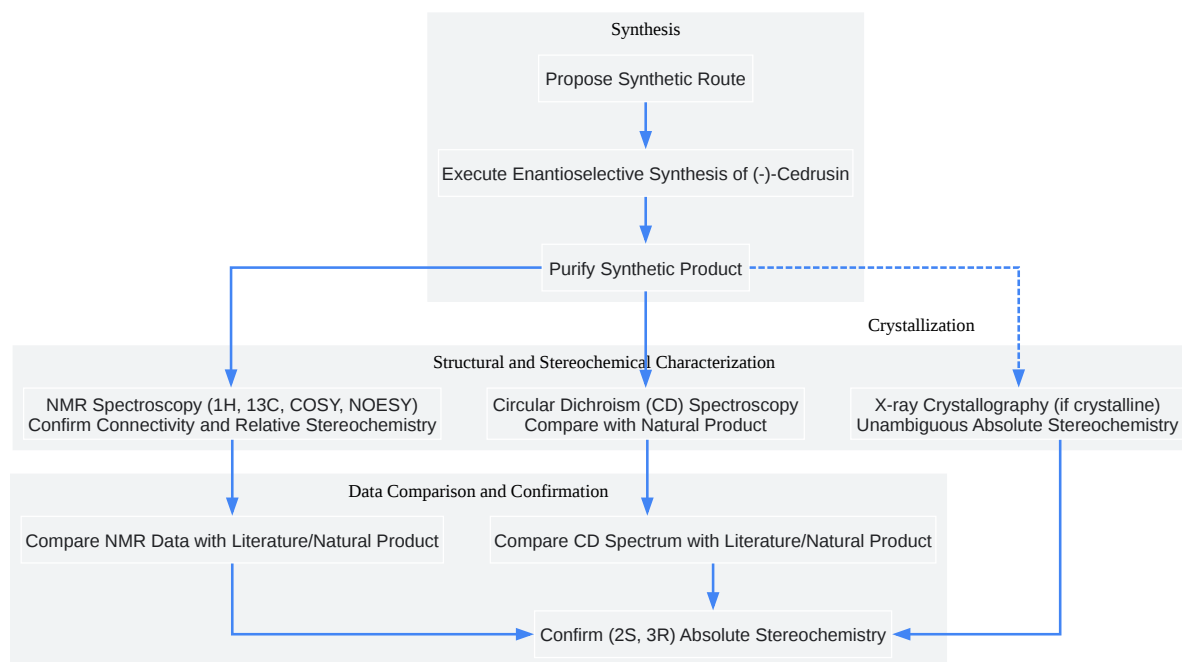 Synthesis
Propose Synthetic Route
Execute Enantioselective Synthesis of (-)-Cedrusin
Purify Synthetic Product
Crystallization
Structural and Stereochemical Characterization
NMR Spectroscopy (1H, 13C, COSY, NOESY)
Confirm Connectivity and Relative Stereochemistry
Circular Dichroism (CD) Spectroscopy
Compare with Natural Product
X-ray Crystallography (if crystalline)
Unambiguous Absolute Stereochemistry
Data Comparison and Confirmation
Compare NMR Data with Literature/Natural Product
Compare CD Spectrum with Literature/Natural Product
Confirm (2S, 3R) Absolute Stereochemistry